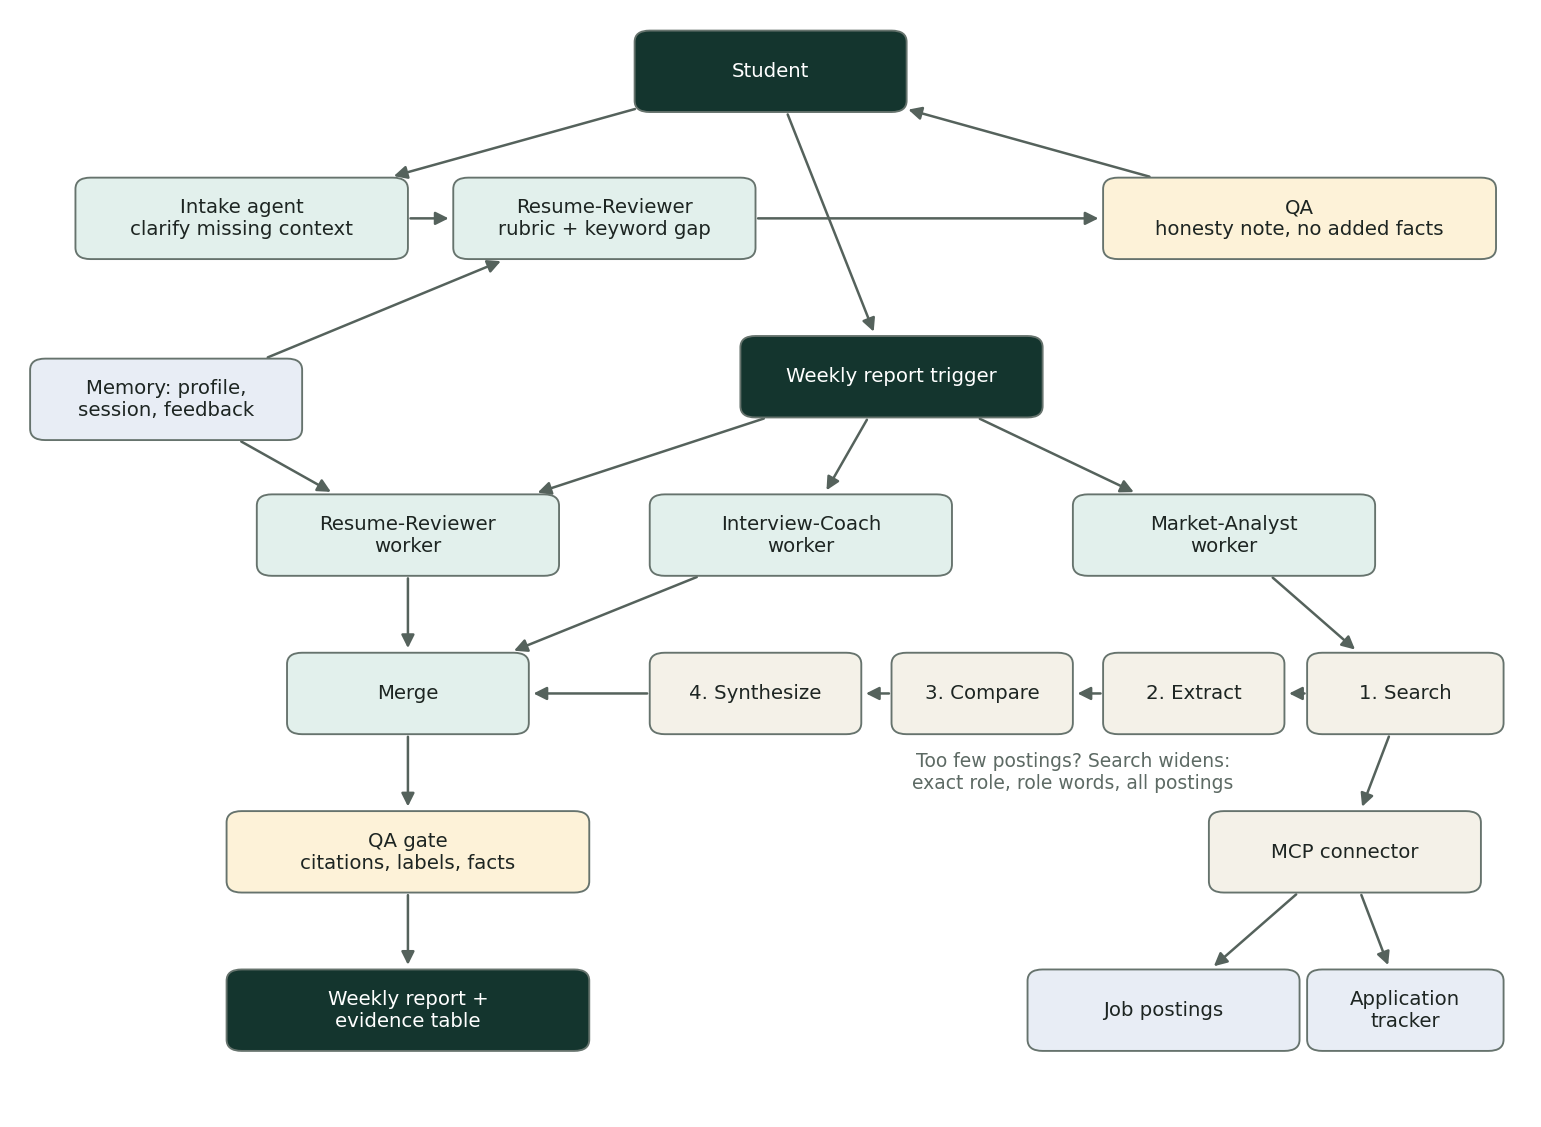 Student
Intake agent
clarify missing context
Resume-Reviewer
rubric + keyword gap
QA
honesty note, no added facts
Memory: profile,
session, feedback
Weekly report trigger
Resume-Reviewer
worker
Interview-Coach
worker
Market-Analyst
worker
Merge
4. Synthesize
3. Compare
2. Extract
1. Search
Too few postings? Search widens:
exact role, role words, all postings
QA gate
citations, labels, facts
MCP connector
Weekly report +
evidence table
Job postings
Application
tracker